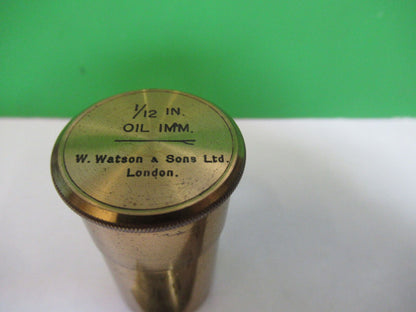 1/12 IN.
OIL IMM.
W. Watson & Sons Ltd.
London.